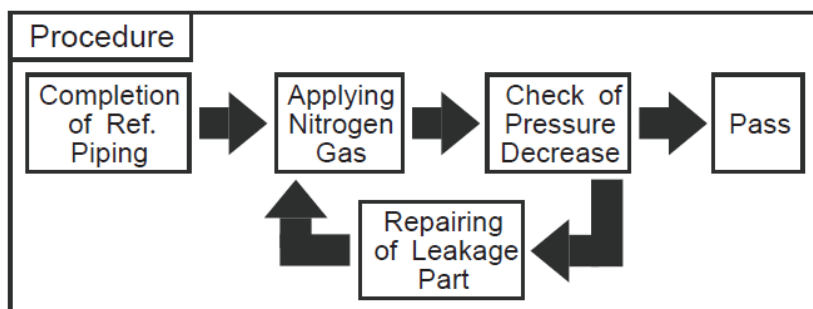 Procedure
Completion
of Ref.
Piping
Applying
Nitrogen
Gas
Check of
Pressure
Decrease
Pass
Repairing
of Leakage
Part